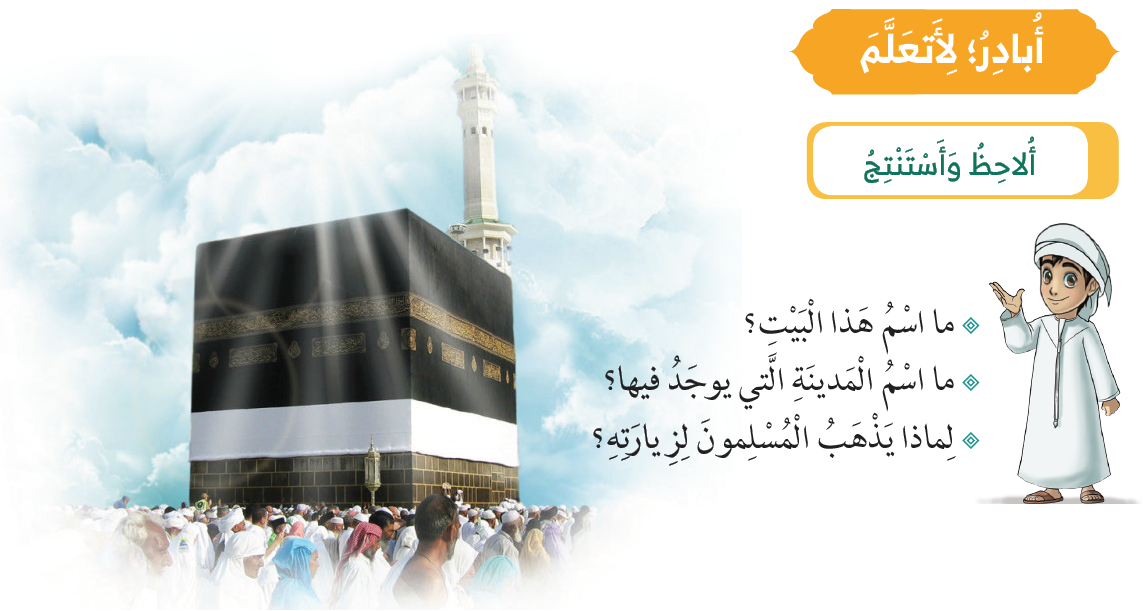 أُبادِرُ؛ لِأَتعَلَّمَ
أُلاحِظُ وَأَسْتَنْتِجُ
ما اسْمُ هَذا الْبَيْتِ؟
ما اسْمُ الْمَدينَةِ الَّتي يوجَدُ فيها؟
لِماذا يَذْهَبُ الْمُسْلِمونَ لِزِيارَتِهِ؟